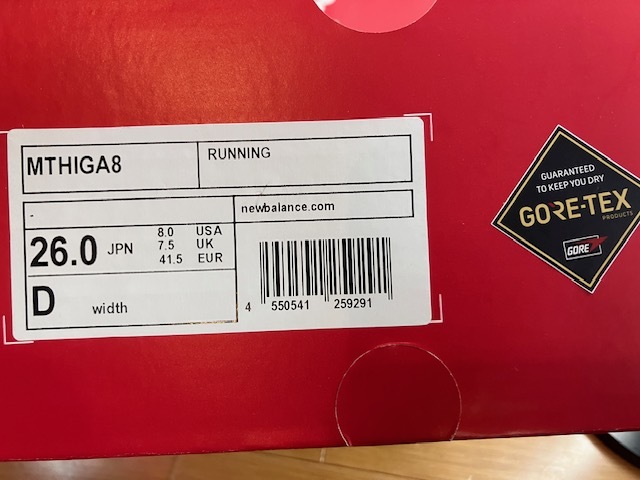 MTHIGA8
RUNNING
-
newbalance.com
26.0 JPN
8.0 USA
7.5 UK
41.5 EUR
D width
4 550541 259291
GUARANTEED
TO KEEP YOU DRY
GORE-TEX
PRODUCTS
GORE